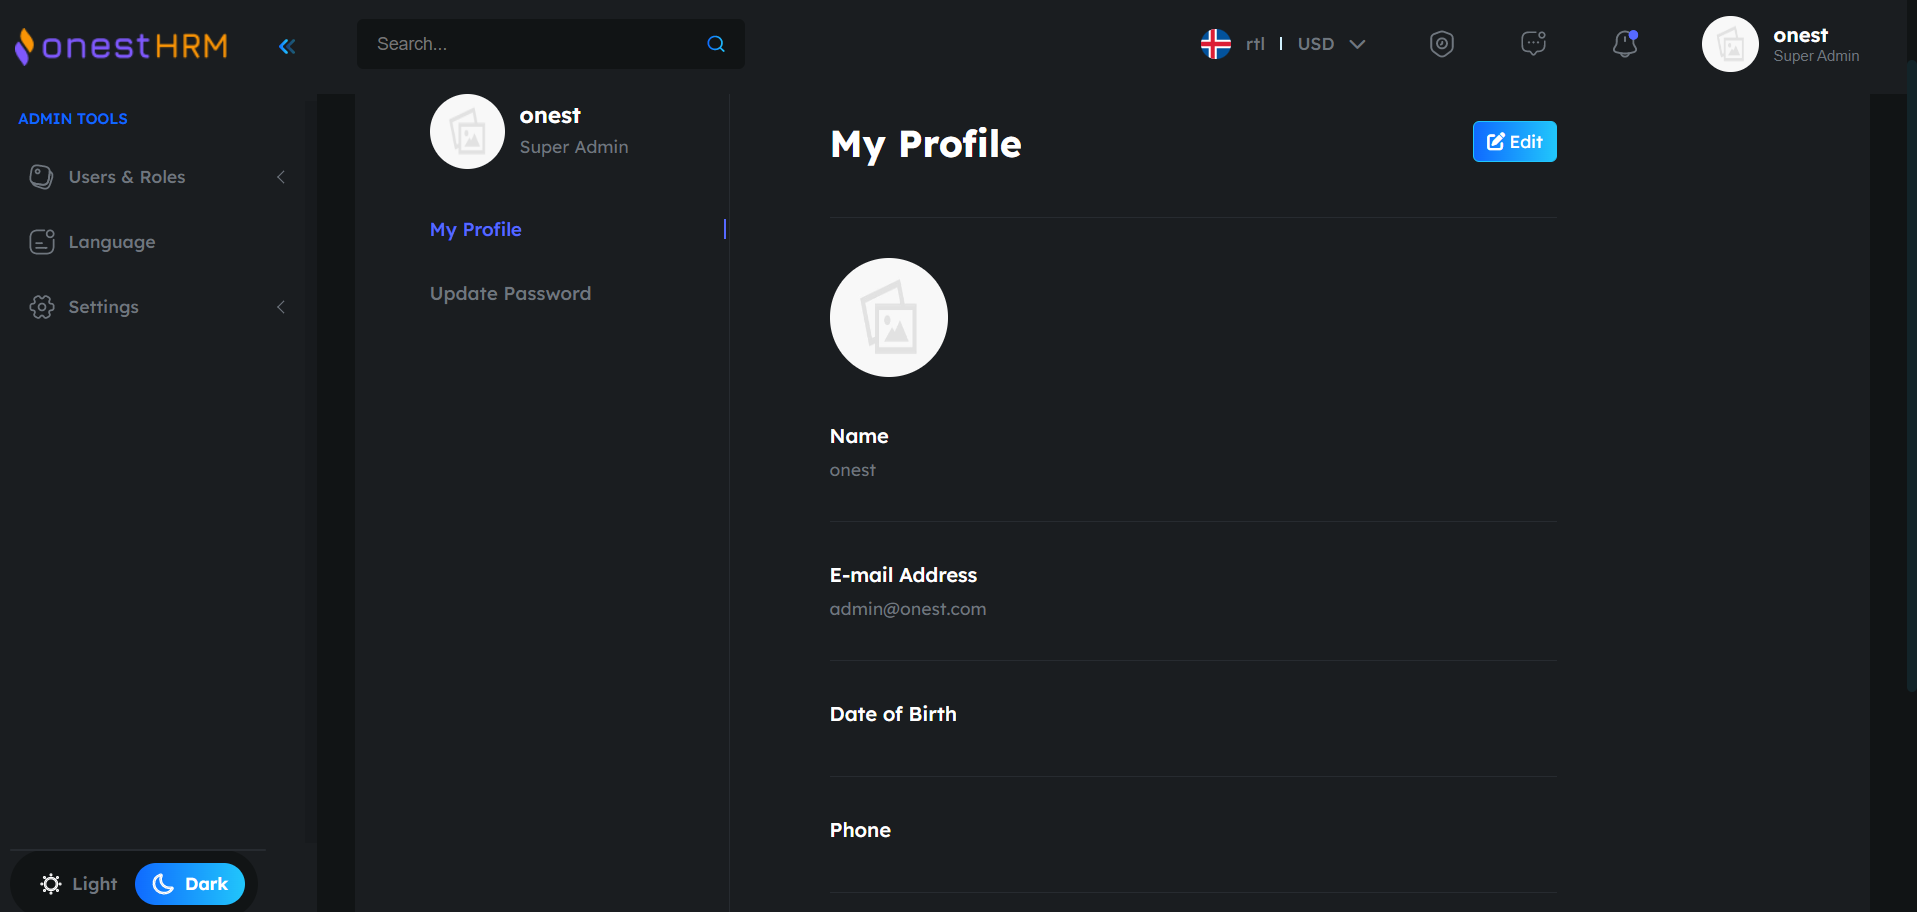 onestHRM
Search...
rtl
USD
onest
Super Admin
ADMIN TOOLS
Users & Roles
Language
Settings
Light
Dark
onest
Super Admin
My Profile
Update Password
My Profile
Edit
Name
onest
E-mail Address
admin@onest.com
Date of Birth
Phone